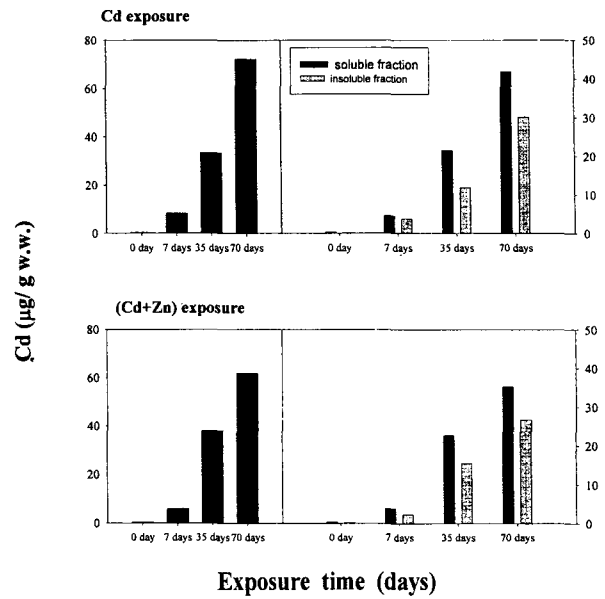 Cd exposure
80
60
40
20
0
0 day 7 days 35 days 70 days
soluble fraction
insoluble fraction
50
40
30
20
10
0
0 day 7 days 35 days 70 days
Cd (µg/ g w.w.)
(Cd+Zn) exposure
80
60
40
20
0
0 day 7 days 35 days 70 days
50
40
30
20
10
0
0 day 7 days 35 days 70 days
Exposure time (days)